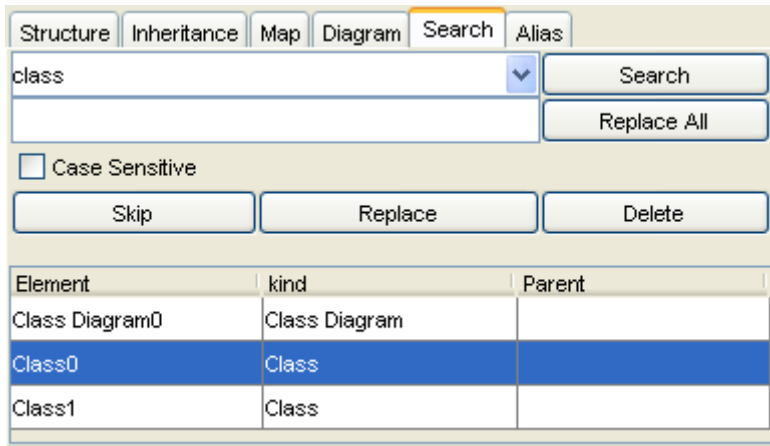 Structure Inheritance Map Diagram Search Alias
class Search
Replace All
Case Sensitive
Skip Replace Delete
Element kind Parent
Class Diagram0 Class Diagram
Class0 Class
Class1 Class